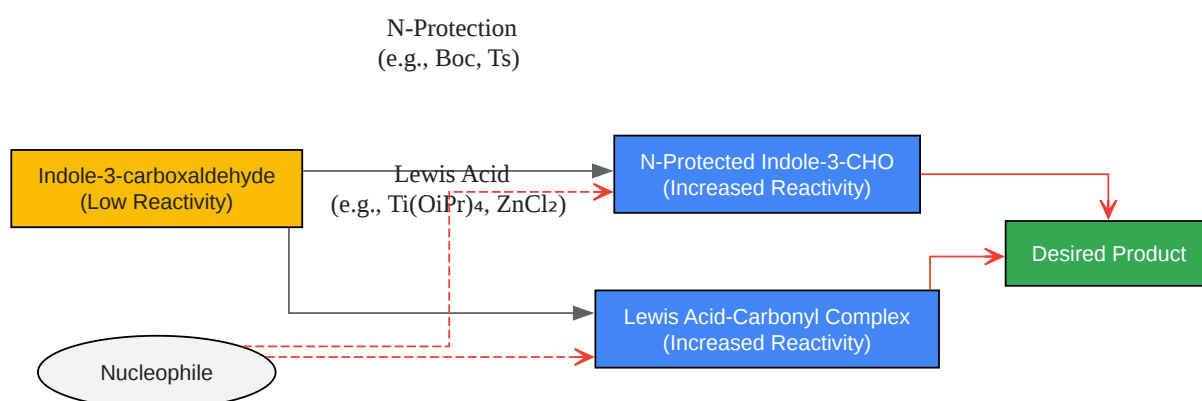 N-Protection
(e.g., Boc, Ts)
Indole-3-carboxaldehyde
(Low Reactivity)
Lewis Acid
(e.g., Ti(OiPr)₄, ZnCl₂)
N-Protected Indole-3-CHO
(Increased Reactivity)
Desired Product
Lewis Acid-Carbonyl Complex
(Increased Reactivity)
Nucleophile